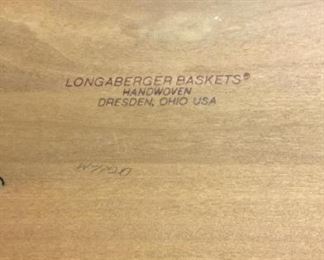 LONGABERGER BASKETS®
HANDWOVEN
DRESDEN, OHIO USA